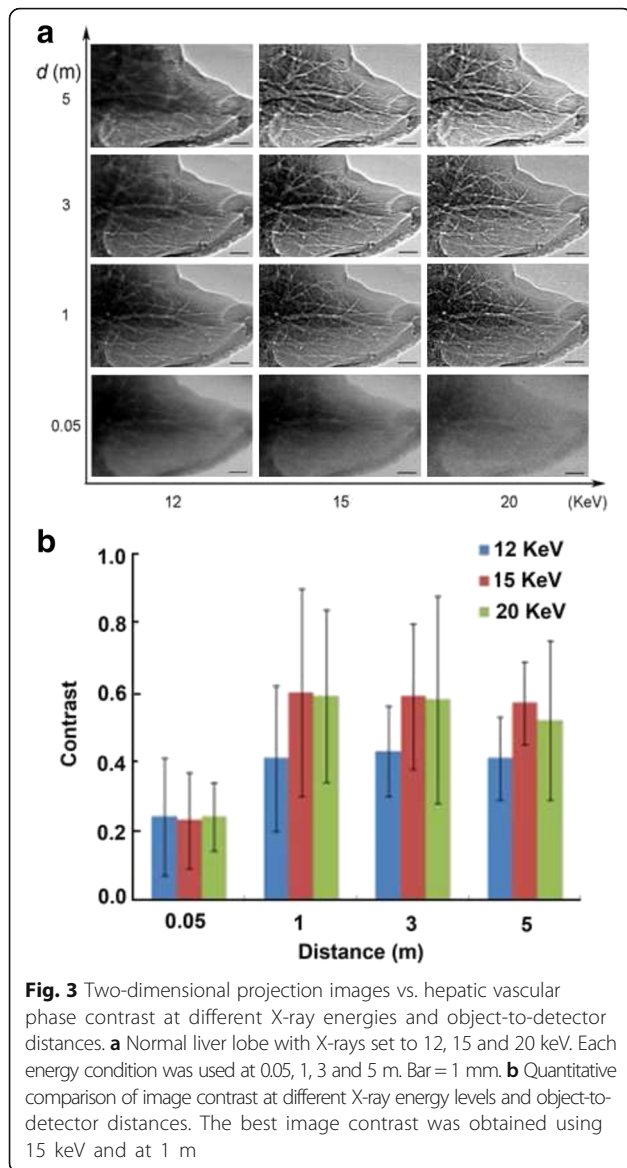 a
d (m)
5
3
1
0.05
12 15 20 (KeV)
b
1.0
0.8
0.6
0.4
0.2
0.0
Contrast
12 KeV
15 KeV
20 KeV
0.05 1 3 5
Distance (m)
Fig. 3 Two-dimensional projection images vs. hepatic vascular
phase contrast at different X-ray energies and object-to-detector
distances. a Normal liver lobe with X-rays set to 12, 15 and 20 keV. Each
energy condition was used at 0.05, 1, 3 and 5 m. Bar = 1 mm. b Quantitative
comparison of image contrast at different X-ray energy levels and object-to-
detector distances. The best image contrast was obtained using
15 keV and at 1 m